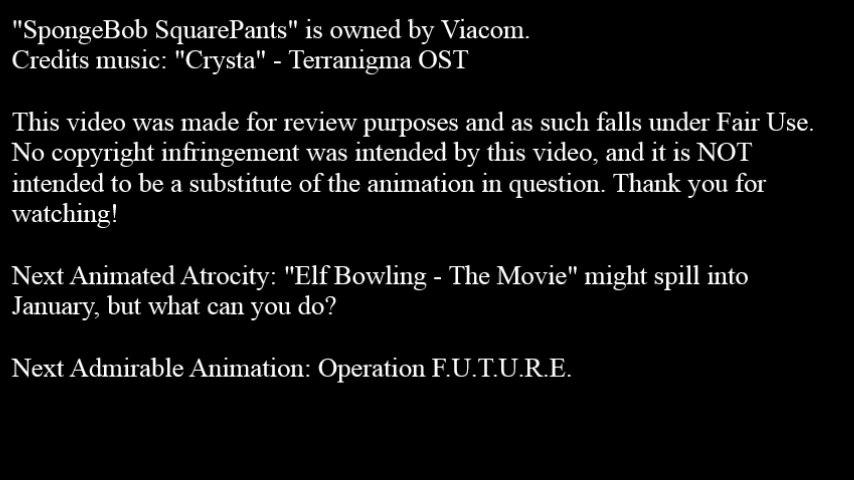 "SpongeBob SquarePants" is owned by Viacom.
Credits music: "Crysta" - Terranigma OST
This video was made for review purposes and as such falls under Fair Use.
No copyright infringement was intended by this video, and it is NOT
intended to be a substitute of the animation in question. Thank you for
watching!
Next Animated Atrocity: "Elf Bowling - The Movie" might spill into
January, but what can you do?
Next Admirable Animation: Operation F.U.T.U.R.E.